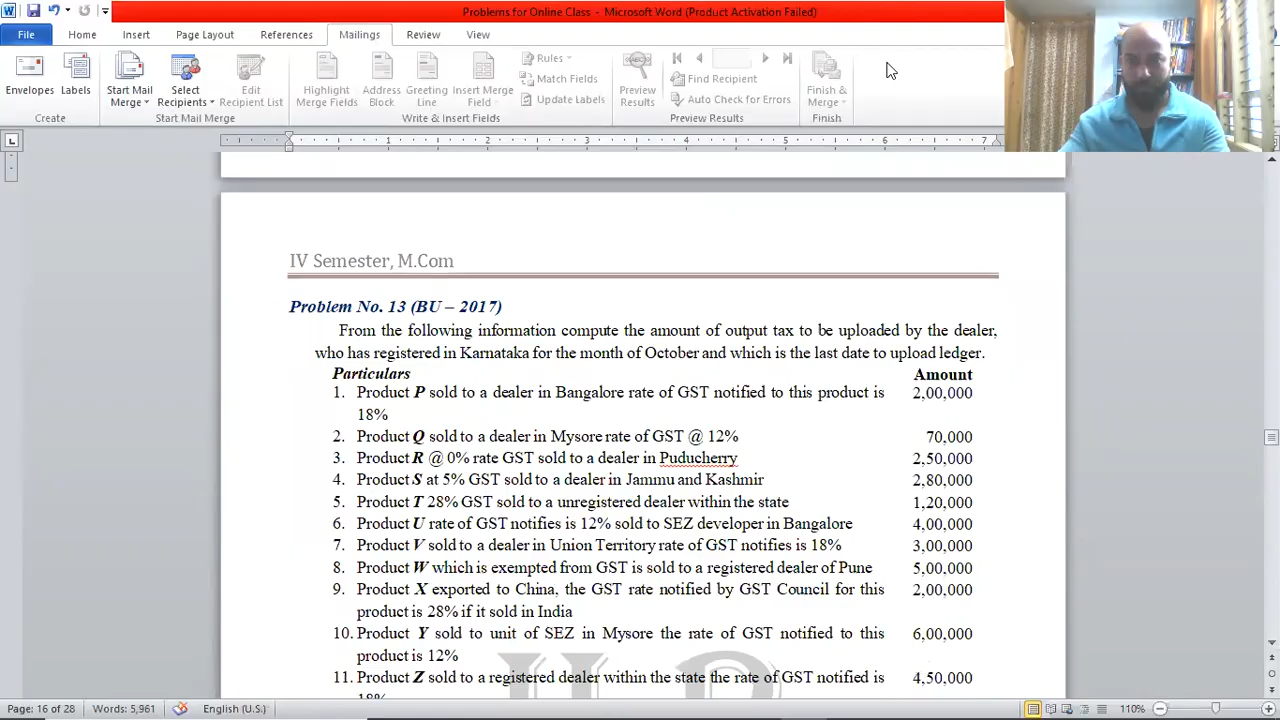 Problems for Online Class - Microsoft Word (Product Activation Failed)
File Home Insert Page Layout References Mailings Review View
Envelopes Labels Start Mail Merge Select Recipients Edit Recipient List Highlight Merge Fields Address Block Greeting Line Insert Merge Field Rules Match Fields Update Labels Preview Results Find Recipient Auto Check for Errors Finish & Merge
Create Start Mail Merge Write & Insert Fields Preview Results Finish
1 2 3 4 5 6 7
IV Semester, M.Com
Problem No. 13 (BU – 2017)
From the following information compute the amount of output tax to be uploaded by the dealer,
who has registered in Karnataka for the month of October and which is the last date to upload ledger.
Particulars Amount
1. Product P sold to a dealer in Bangalore rate of GST notified to this product is 2,00,000
18%
2. Product Q sold to a dealer in Mysore rate of GST @ 12% 70,000
3. Product R @ 0% rate GST sold to a dealer in Puducherry 2,50,000
4. Product S at 5% GST sold to a dealer in Jammu and Kashmir 2,80,000
5. Product T 28% GST sold to a unregistered dealer within the state 1,20,000
6. Product U rate of GST notifies is 12% sold to SEZ developer in Bangalore 4,00,000
7. Product V sold to a dealer in Union Territory rate of GST notifies is 18% 3,00,000
8. Product W which is exempted from GST is sold to a registered dealer of Pune 5,00,000
9. Product X exported to China, the GST rate notified by GST Council for this 2,00,000
product is 28% if it sold in India
10. Product Y sold to unit of SEZ in Mysore the rate of GST notified to this 6,00,000
product is 12%
11. Product Z sold to a registered dealer within the state the rate of GST notified is 4,50,000
18%
Page: 16 of 28 Words: 5,961 English (U.S.) 110%